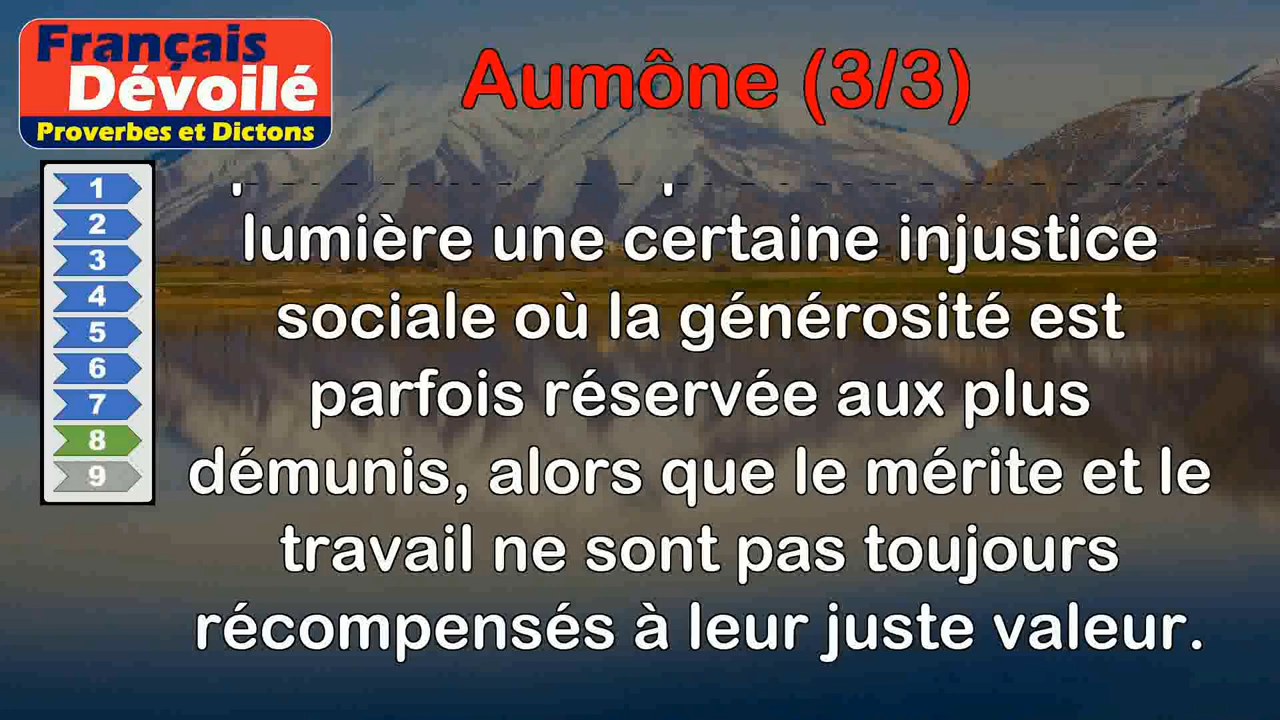 Français
Dévoilé
Proverbes et Dictons
Aumône (3/3)
1
2
3
4
5
6
7
8
9
lumière une certaine injustice
sociale où la générosité est
parfois réservée aux plus
démunis, alors que le mérite et le
travail ne sont pas toujours
récompensés à leur juste valeur.